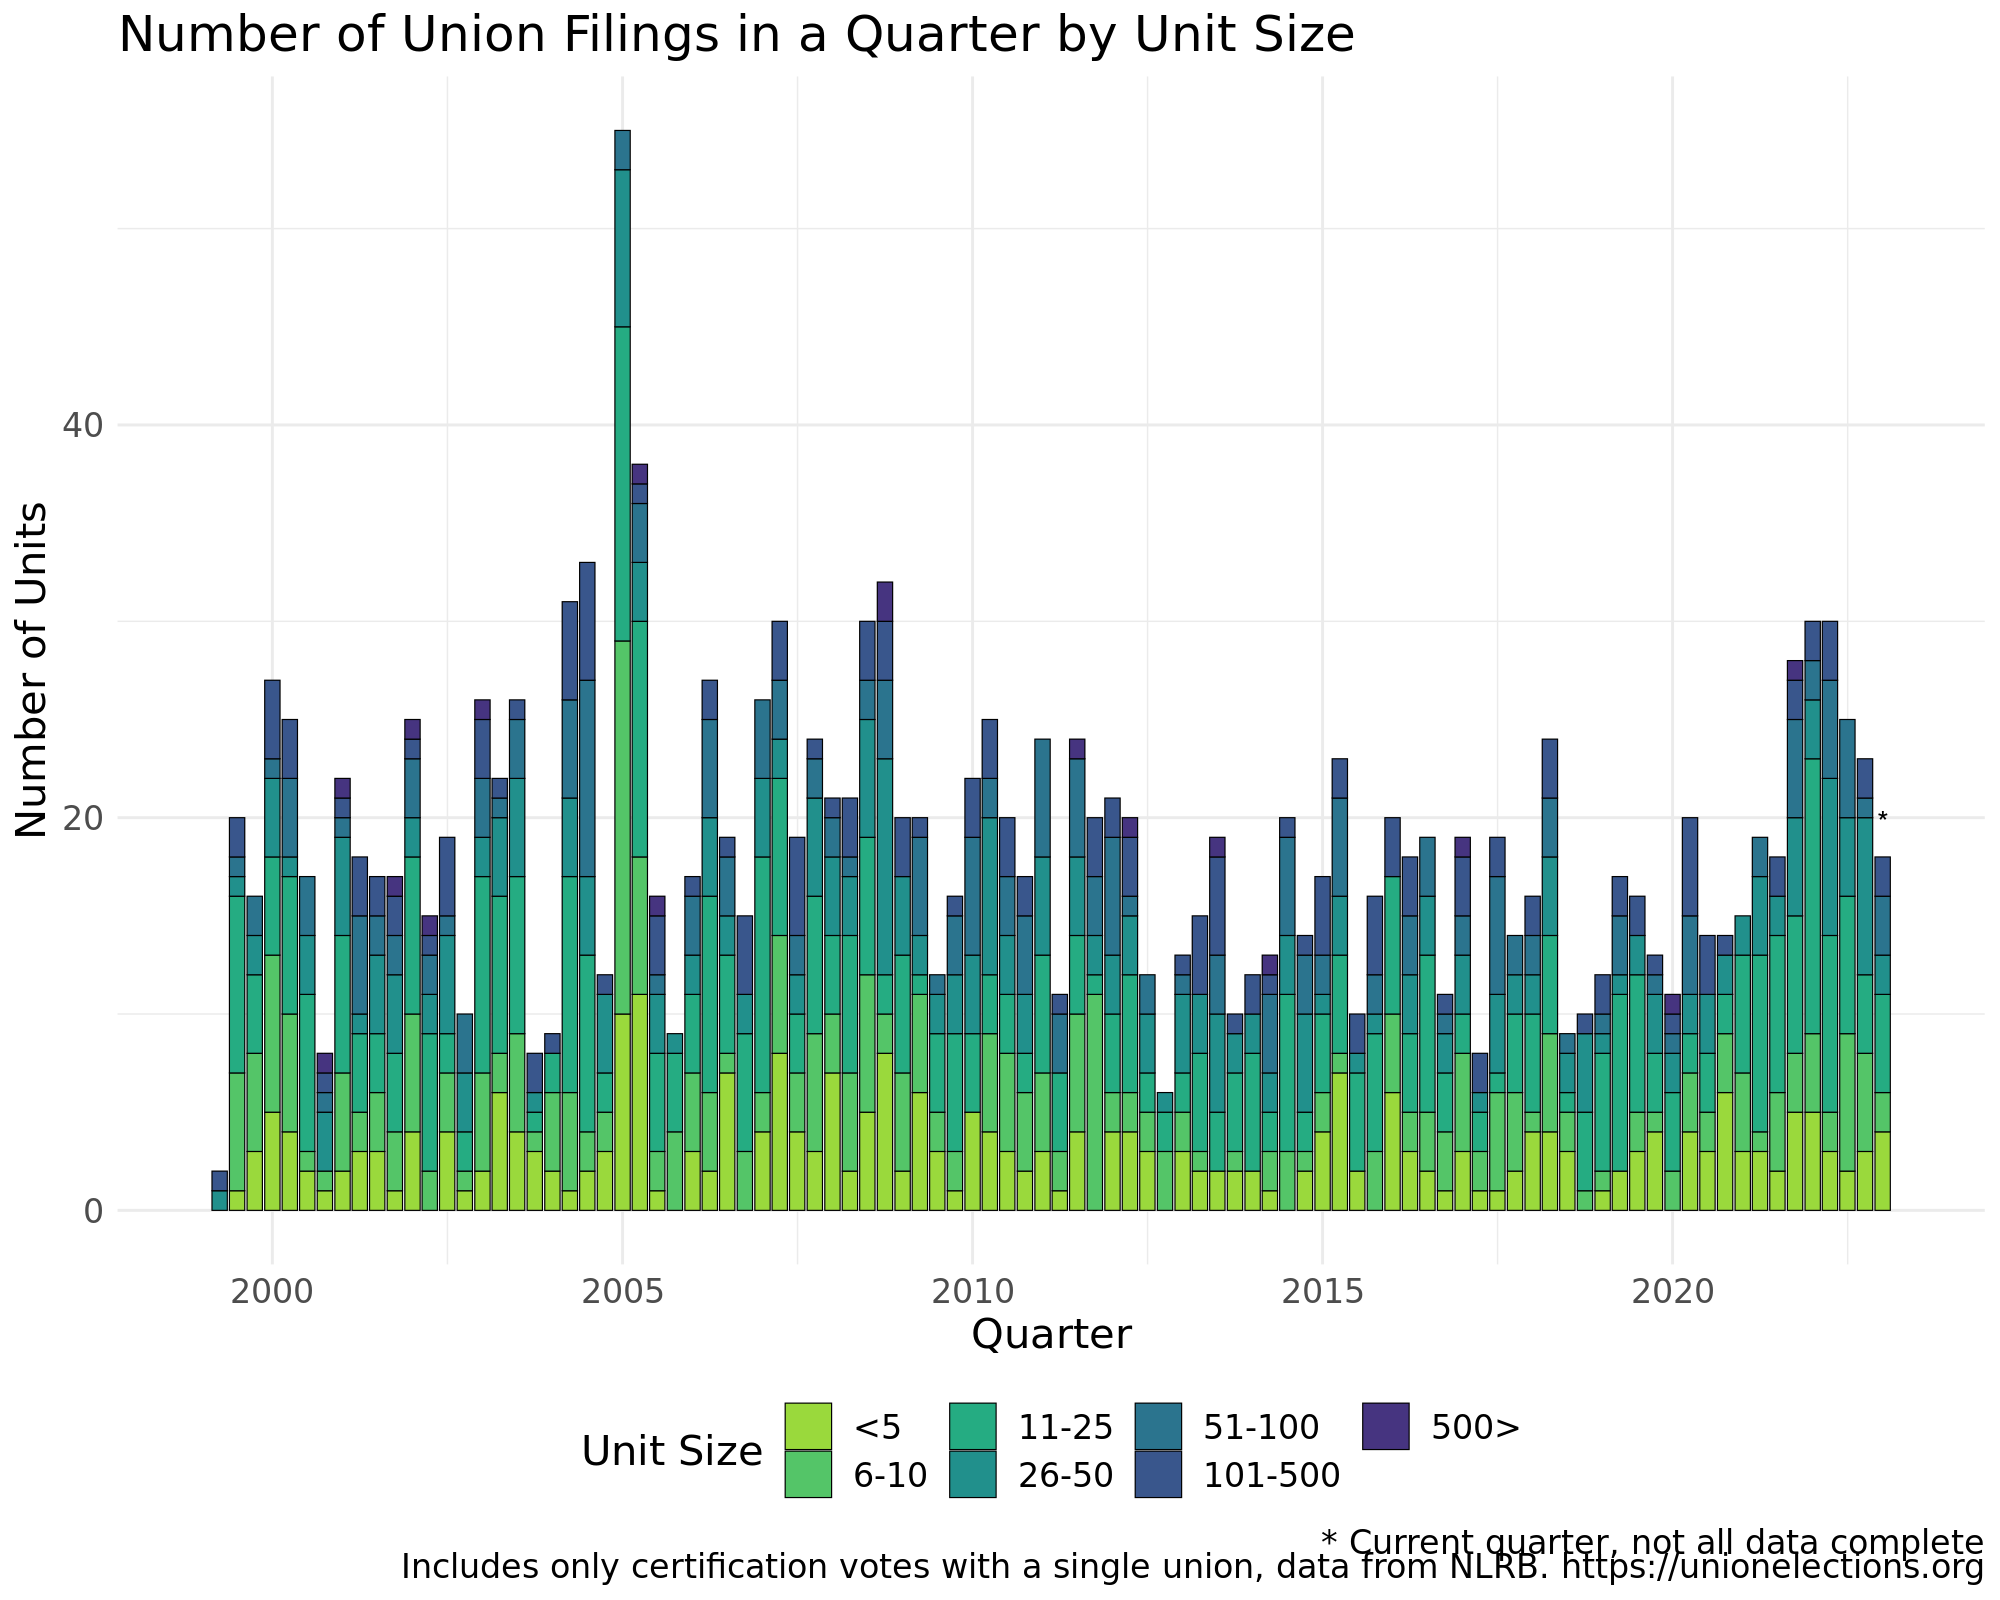 Number of Union Filings in a Quarter by Unit Size
Number of Units
40
20
0
*
2000 2005 2010 2015 2020
Quarter
Unit Size
<5 11-25 51-100 500>
6-10 26-50 101-500
* Current quarter, not all data complete
Includes only certification votes with a single union, data from NLRB. https://unionelections.org